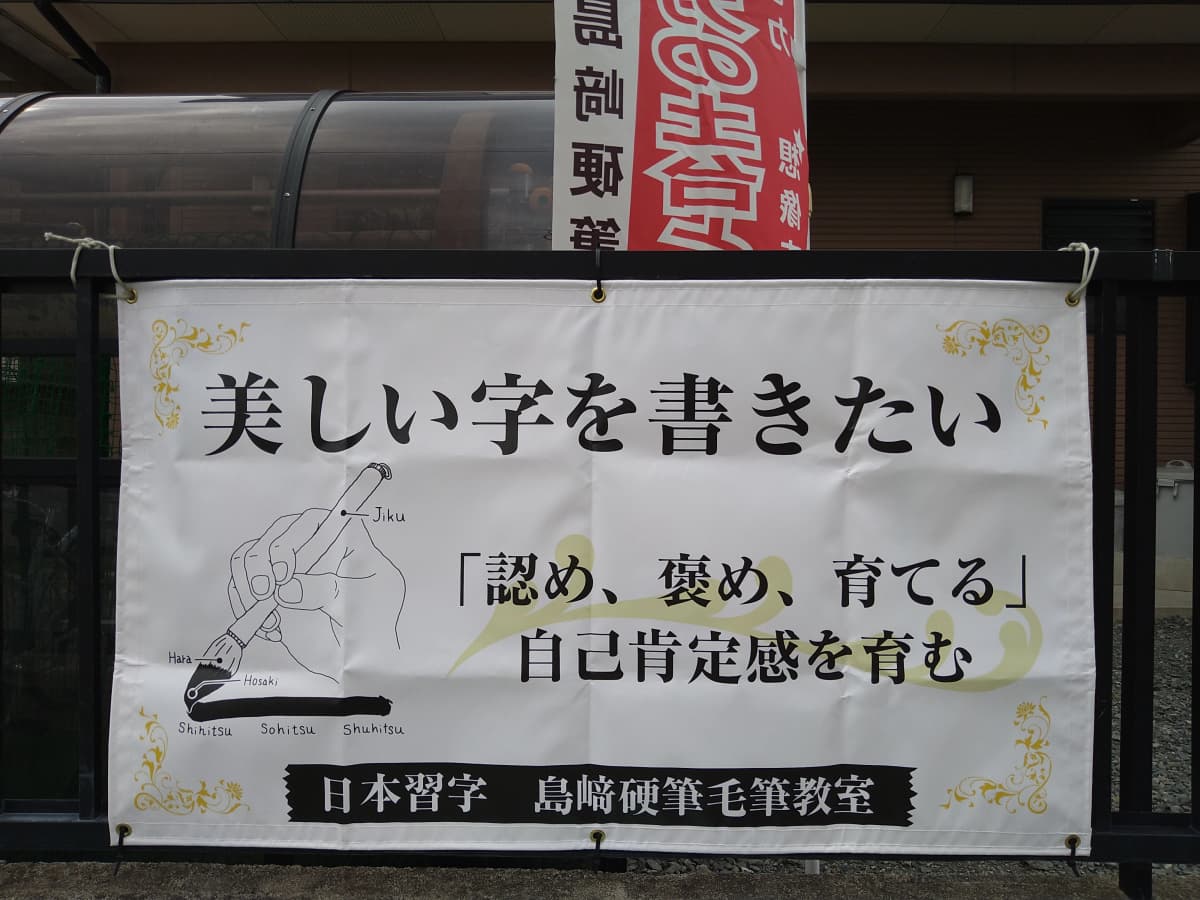 島﨑硬筆
美しい字を書きたい
Jiku
「認め、褒め、育てる」
自己肯定感を育む
Hara
Hosaki
Shihitsu Sohitsu Shuhitsu
日本習字 島﨑硬筆毛筆教室